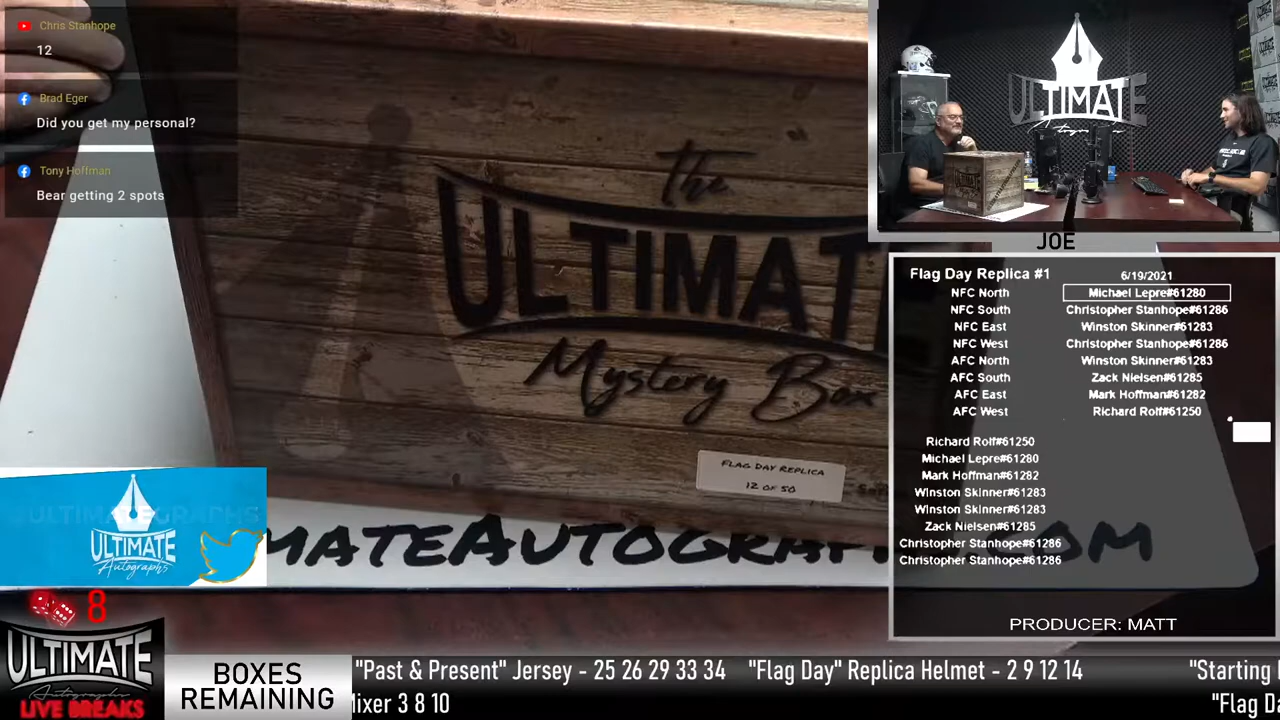 Chris Stanhope
12
Brad Eger
Did you get my personal?
Tony Hoffman
Bear getting 2 spots
the
ULTIMAT
Mystery Box
FLAG DAY REPLICA
12 OF 50
MATEAUTOGRA
COM
ULTIMATE
Autographs
JOE
Flag Day Replica #1 6/19/2021
NFC North Michael Lepre#61280
NFC South Christopher Stanhope#61286
NFC East Winston Skinner#61283
NFC West Christopher Stanhope#61286
AFC North Winston Skinner#61283
AFC South Zack Nielsen#61285
AFC East Mark Hoffman#61282
AFC West Richard Rolf#61250
Richard Rolf#61250
Michael Lepre#61280
Mark Hoffman#61282
Winston Skinner#61283
Winston Skinner#61283
Zack Nielsen#61285
Christopher Stanhope#61286
Christopher Stanhope#61286
PRODUCER: MATT
ULTIMATE
Autographs
8
ULTIMATE
Autographs
LIVE BREAKS
BOXES
REMAINING
"Past & Present" Jersey - 25 26 29 33 34 "Flag Day" Replica Helmet - 2 9 12 14 "Starting
ixer 3 8 10 "Flag Da